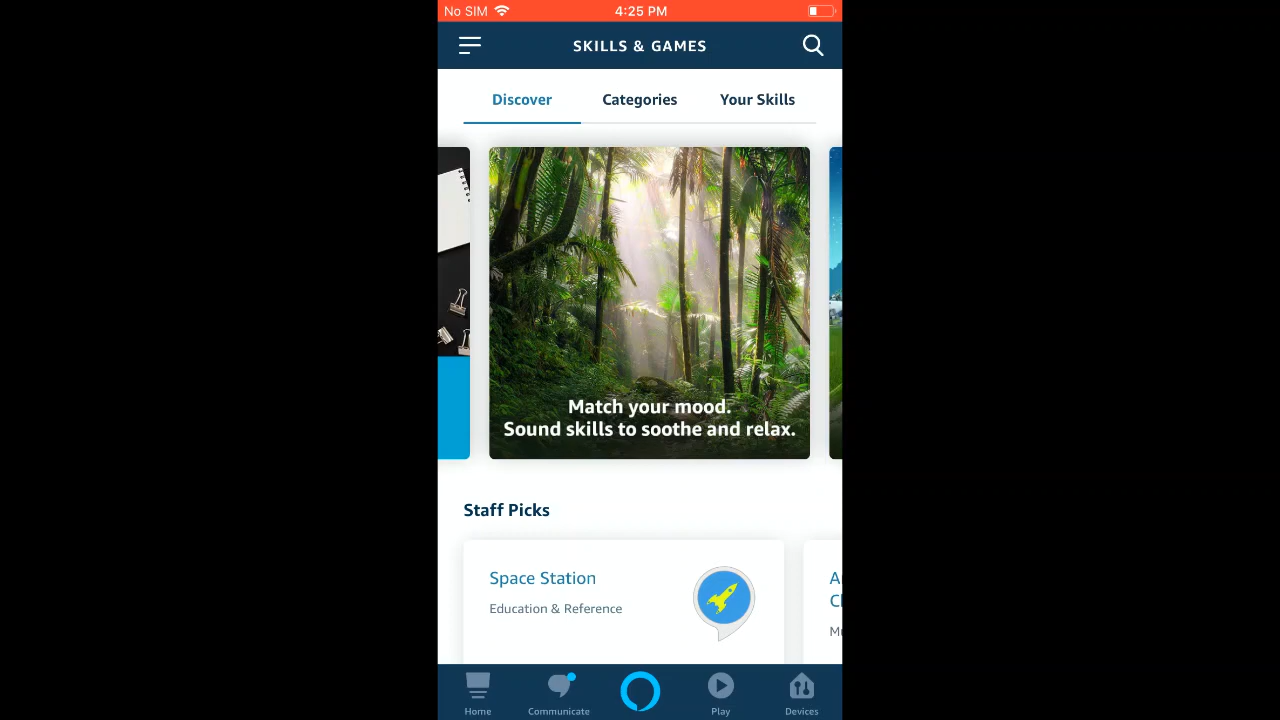 No SIM 4:25 PM
SKILLS & GAMES
Discover Categories Your Skills
Match your mood.
Sound skills to soothe and relax.
Staff Picks
Space Station
Education & Reference
Home Communicate Play Devices